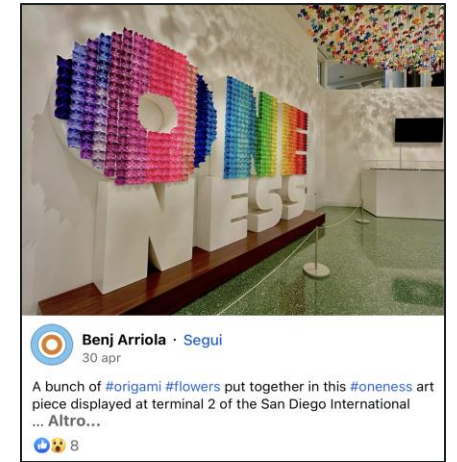 ONE
NESS
Benj Arriola · Segui
30 apr
A bunch of #origami #flowers put together in this #oneness art
piece displayed at terminal 2 of the San Diego International
... Altro...
8